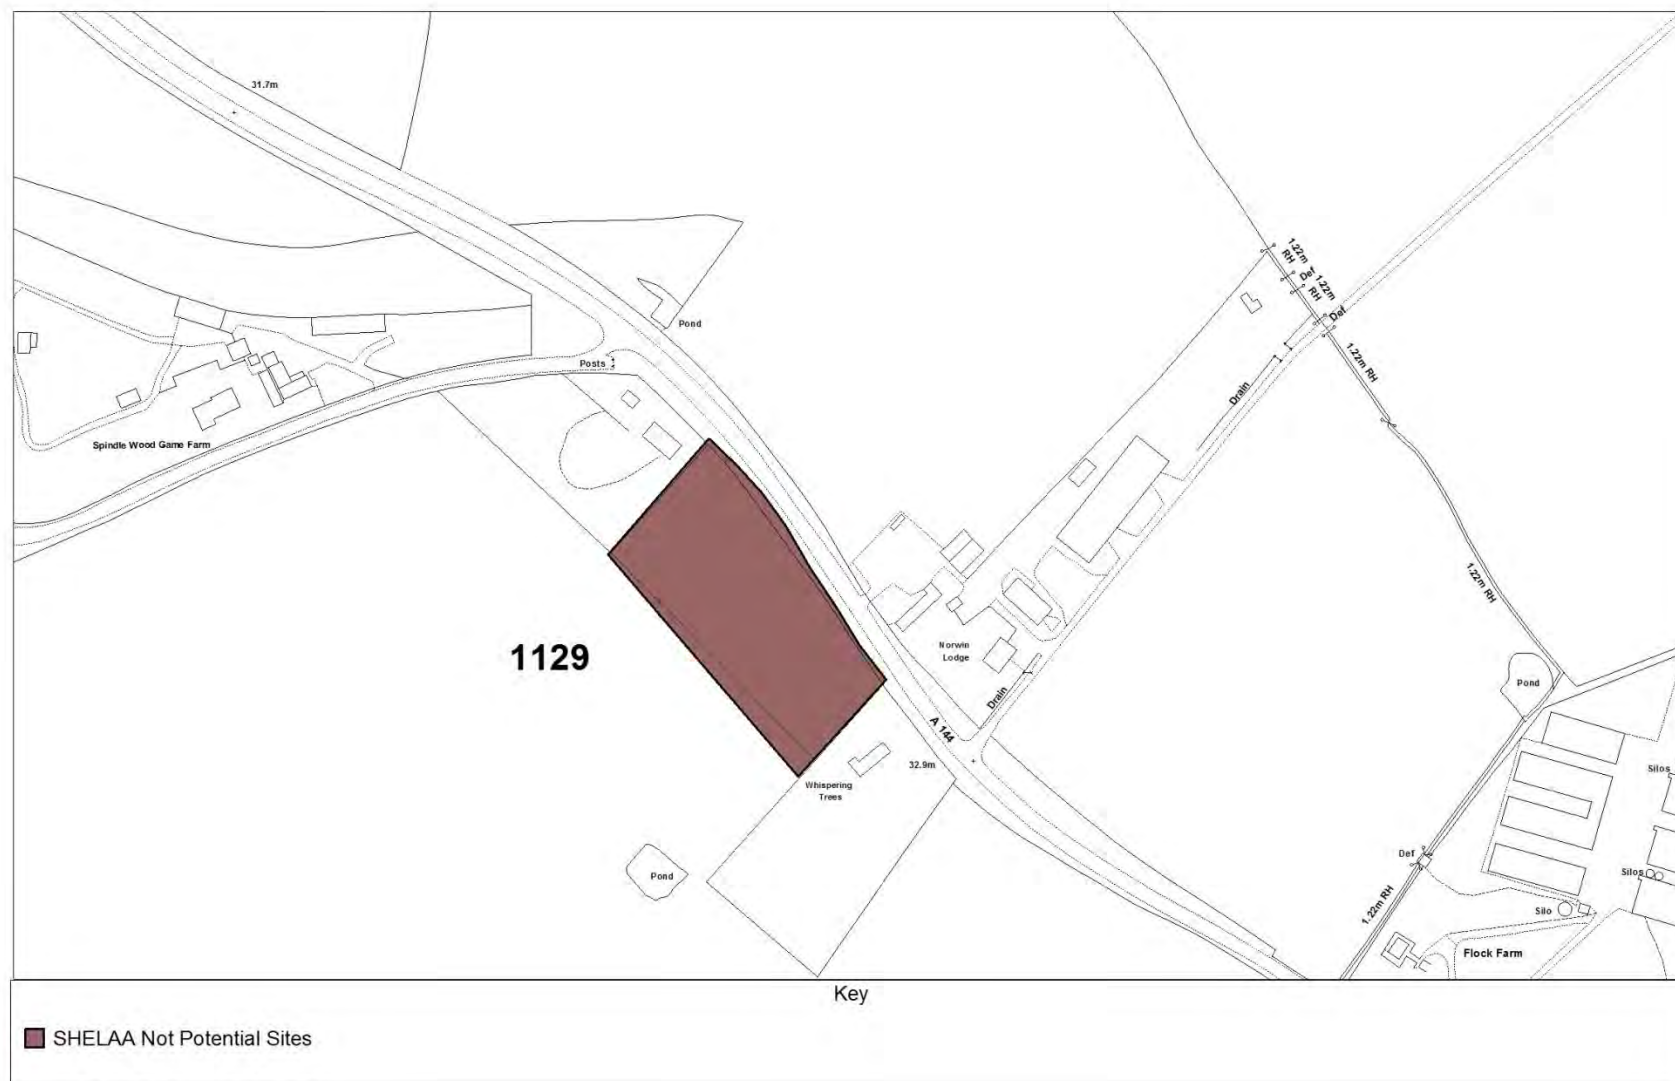 31.7m
1.22m
RH
Def
1.22m
RH
Def
Pond
1.22m RH
Posts
Drain
Spindle Wood Game Farm
1.22m RH
1129
Norwin
Lodge
Pond
Drain
A 144
32.9m
Whispering
Trees
Silos
Def
Pond
Silos
1.22m RH
Silo
Flock Farm
Key
SHELAA Not Potential Sites